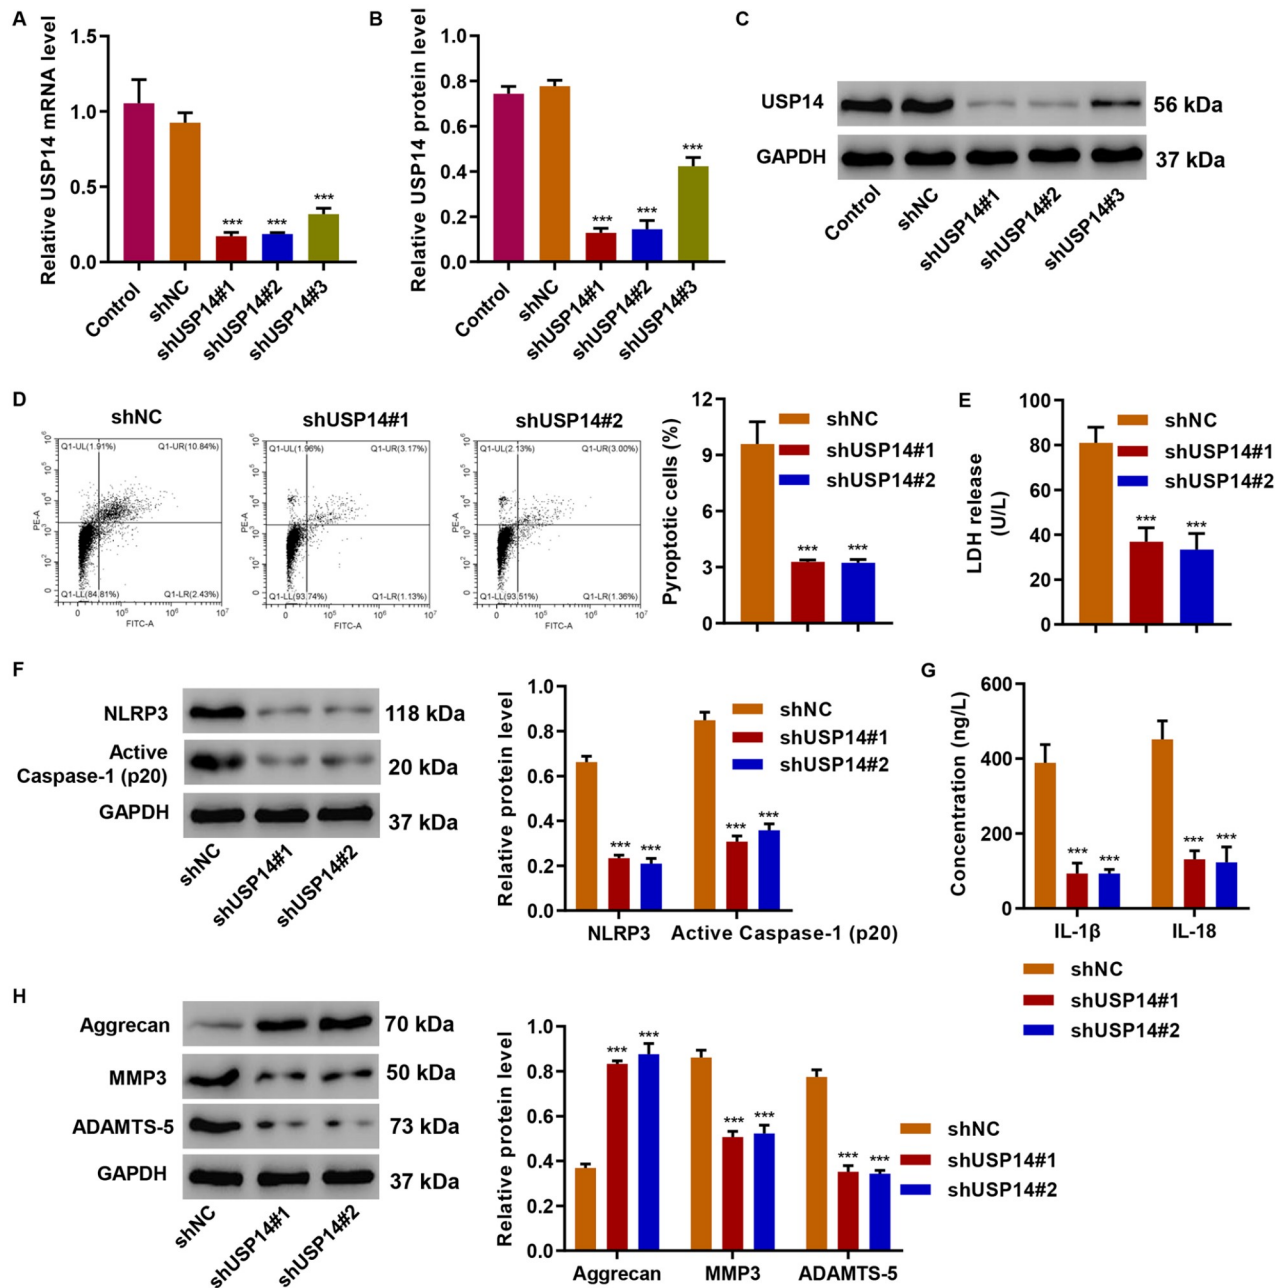 A
Relative USP14 mRNA level
1.5
1.0
0.5
0.0
Control
shNC
shUSP14#1
shUSP14#2
shUSP14#3
***
***
***
B
Relative USP14 protein level
1.0
0.8
0.6
0.4
0.2
0.0
Control
shNC
shUSP14#1
shUSP14#2
shUSP14#3
***
***
***
C
USP14
56 kDa
GAPDH
37 kDa
Control
shNC
shUSP14#1
shUSP14#2
shUSP14#3
D
shNC
Q1-UL(1.91%)
Q1-UR(10.84%)
Q1-LL(84.81%)
Q1-LR(2.43%)
PE-A
FITC-A
shUSP14#1
Q1-UL(1.96%)
Q1-UR(3.17%)
Q1-LL(93.74%)
Q1-LR(1.13%)
PE-A
FITC-A
shUSP14#2
Q1-UL(2.13%)
Q1-UR(3.00%)
Q1-LL(93.51%)
Q1-LR(1.36%)
PE-A
FITC-A
Pyroptotic cells (%)
12
9
6
3
0
shNC
shUSP14#1
shUSP14#2
***
***
E
LDH release
(U/L)
100
80
60
40
20
0
shNC
shUSP14#1
shUSP14#2
***
***
F
NLRP3
118 kDa
Active
Caspase-1 (p20)
20 kDa
GAPDH
37 kDa
shNC
shUSP14#1
shUSP14#2
Relative protein level
1.0
0.8
0.6
0.4
0.2
0.0
shNC
shUSP14#1
shUSP14#2
***
***
***
***
NLRP3
Active Caspase-1 (p20)
G
Concentration (ng/L)
600
400
200
0
***
***
***
***
IL-1β
IL-18
shNC
shUSP14#1
shUSP14#2
H
Aggrecan
70 kDa
MMP3
50 kDa
ADAMTS-5
73 kDa
GAPDH
37 kDa
shNC
shUSP14#1
shUSP14#2
Relative protein level
1.0
0.8
0.6
0.4
0.2
0.0
***
***
***
***
***
***
Aggrecan
MMP3
ADAMTS-5
shNC
shUSP14#1
shUSP14#2